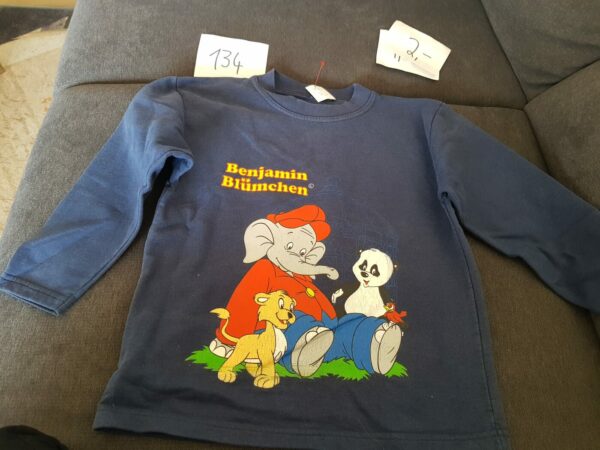 134
„2,-
Benjamin
Blümchen ©